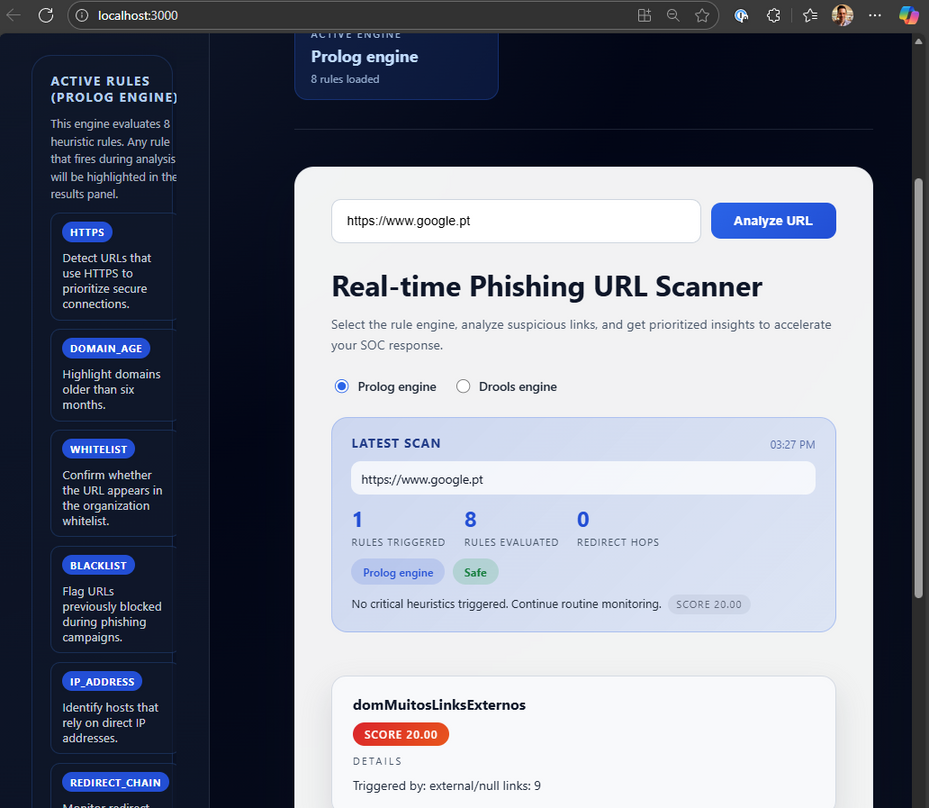 localhost:3000
ACTIVE ENGINE
Prolog engine
8 rules loaded
ACTIVE RULES
(PROLOG ENGINE)
This engine evaluates 8
heuristic rules. Any rule
that fires during analysis
will be highlighted in the
results panel.
HTTPS
Detect URLs that
use HTTPS to
prioritize secure
connections.
DOMAIN_AGE
Highlight domains
older than six
months.
WHITELIST
Confirm whether
the URL appears in
the organization
whitelist.
BLACKLIST
Flag URLs
previously blocked
during phishing
campaigns.
IP_ADDRESS
Identify hosts that
rely on direct IP
addresses.
REDIRECT_CHAIN
Monitor redirect
https://www.google.pt
Analyze URL
Real-time Phishing URL Scanner
Select the rule engine, analyze suspicious links, and get prioritized insights to accelerate
your SOC response.
Prolog engine
Drools engine
LATEST SCAN
03:27 PM
https://www.google.pt
1
8
0
RULES TRIGGERED
RULES EVALUATED
REDIRECT HOPS
Prolog engine
Safe
No critical heuristics triggered. Continue routine monitoring.
SCORE 20.00
domMuitosLinksExternos
SCORE 20.00
DETAILS
Triggered by: external/null links: 9